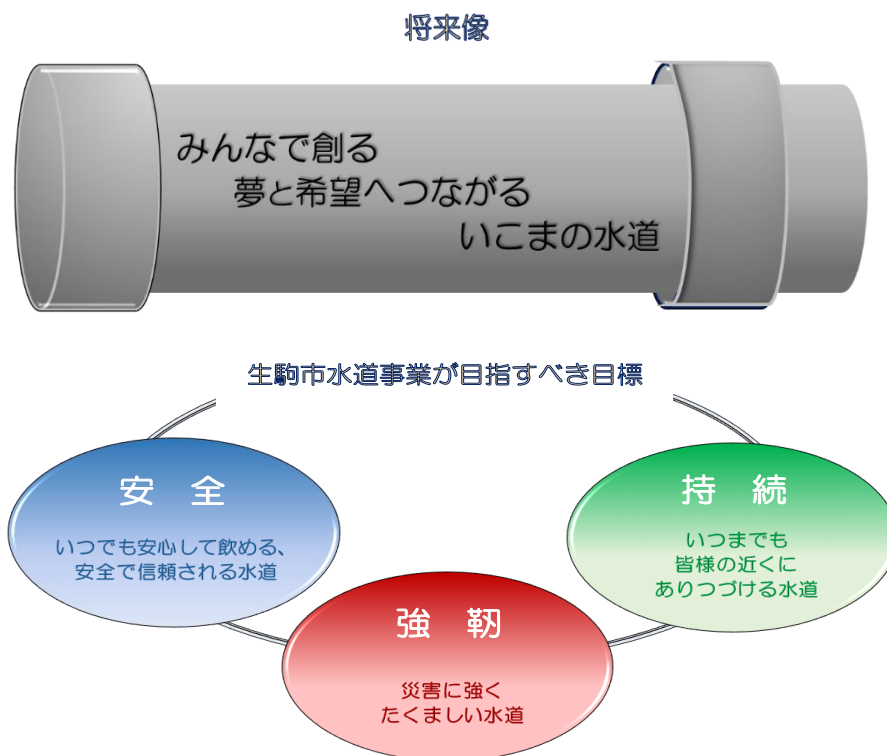 将来像
みんなで創る
夢と希望へつながる
いこまの水道
生駒市水道事業が目指すべき目標
安　全
いつでも安心して飲める、
安全で信頼される水道
持　続
いつまでも
皆様の近くに
ありつづける水道
強　靭
災害に強く
たくましい水道